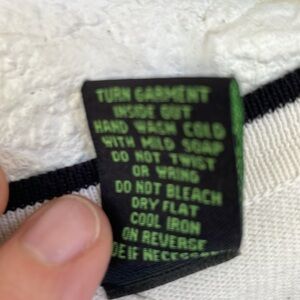 TURN GARMENT
INSIDE OUT
HAND WASH COLD
WITH MILD SOAP
DO NOT TWIST
OR WRING
DO NOT BLEACH
DRY FLAT
COOL IRON
ON REVERSE
DE IF NECESSARY